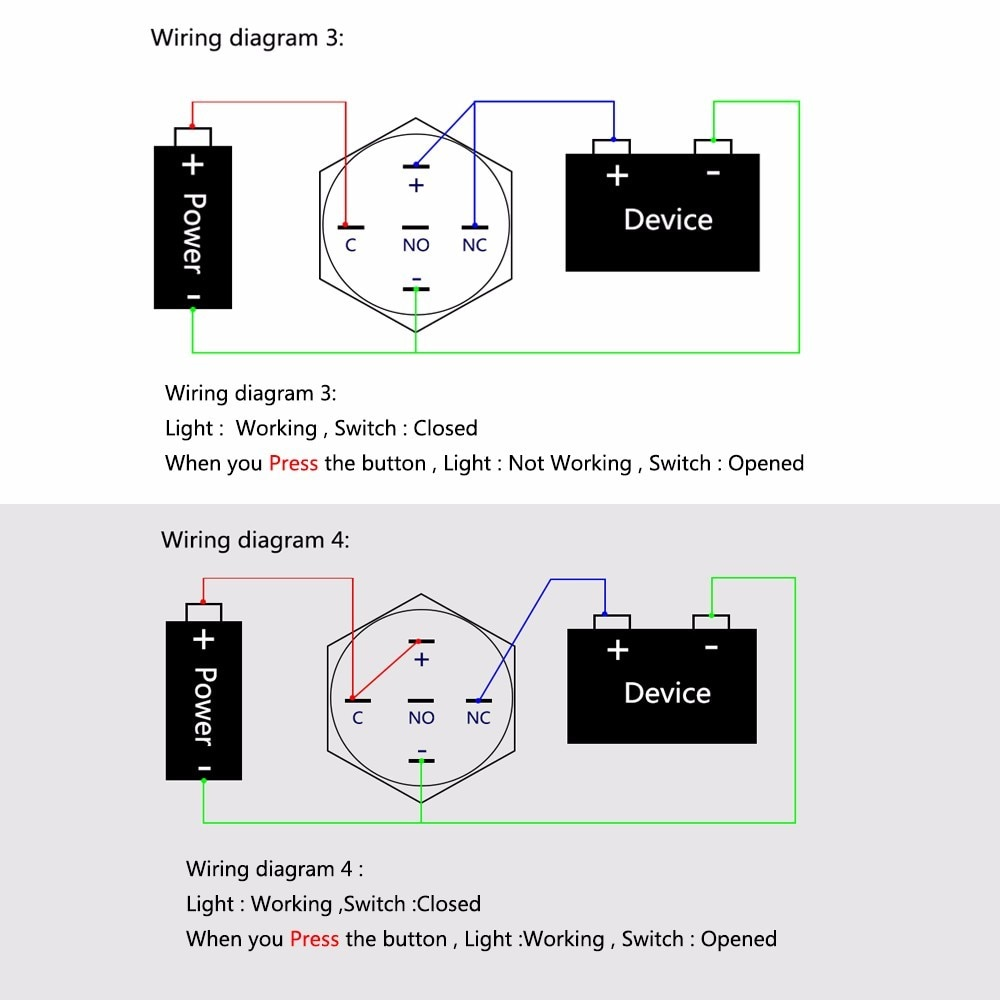 Wiring diagram 3:
+
Power
-
+
C NO NC
-
+ -
Device
Wiring diagram 3:
Light : Working , Switch : Closed
When you Press the button , Light : Not Working , Switch : Opened
Wiring diagram 4:
+
Power
-
+
C NO NC
-
+ -
Device
Wiring diagram 4 :
Light : Working ,Switch :Closed
When you Press the button , Light :Working , Switch : Opened